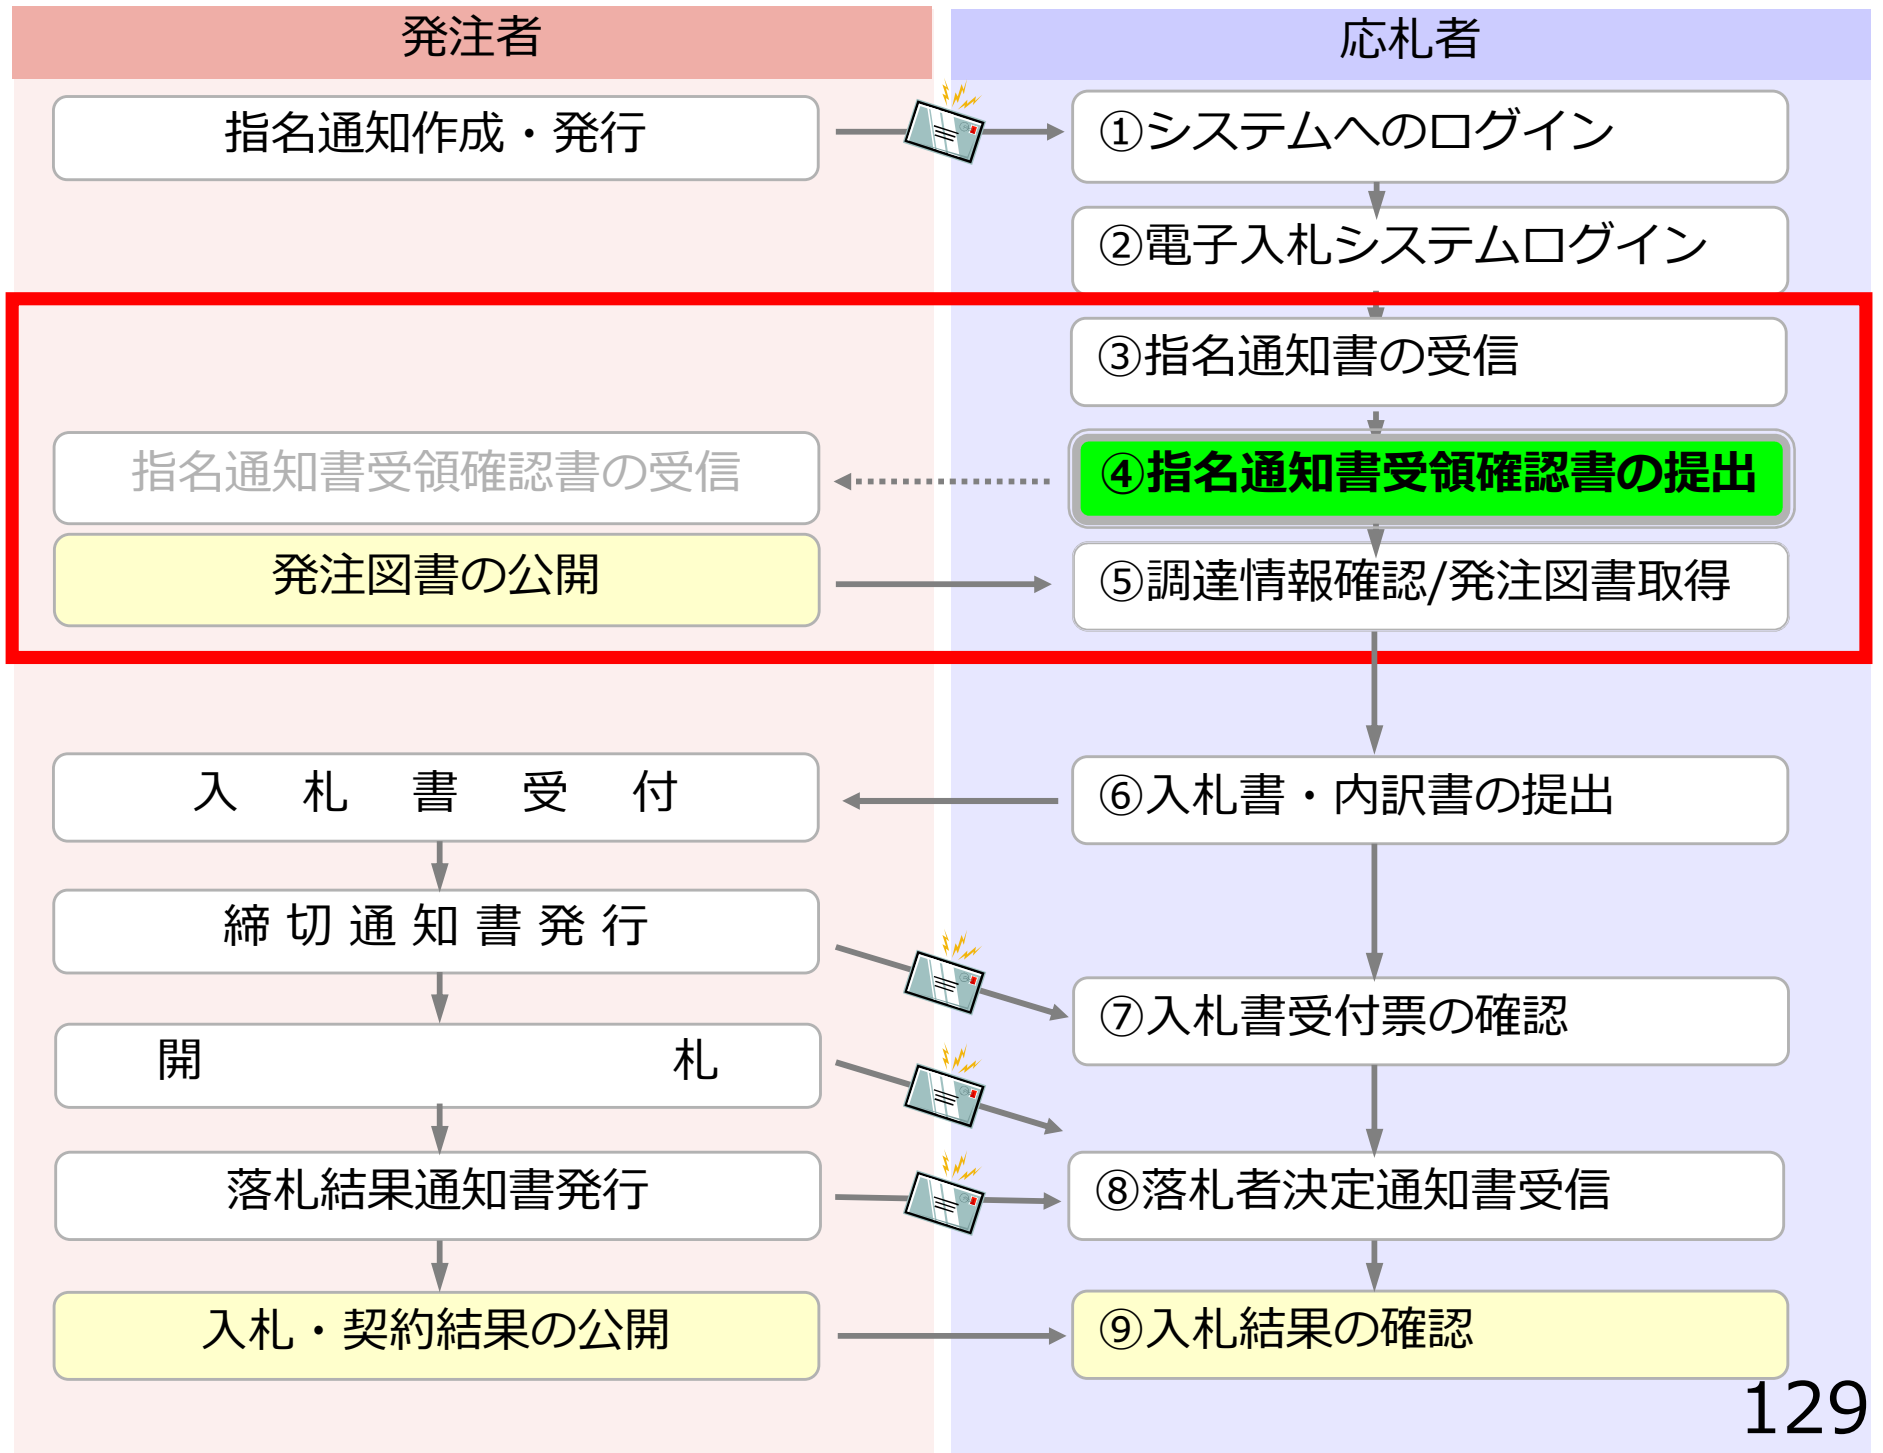 発注者
応札者
指名通知作成・発行
①システムへのログイン
②電子入札システムログイン
③指名通知書の受信
指名通知書受領確認書の受信
④指名通知書受領確認書の提出
発注図書の公開
⑤調達情報確認/発注図書取得
入　札　書　受　付
⑥入札書・内訳書の提出
締 切 通 知 書 発 行
⑦入札書受付票の確認
開　　　　　　　　　　札
落札結果通知書発行
⑧落札者決定通知書受信
入札・契約結果の公開
⑨入札結果の確認
129